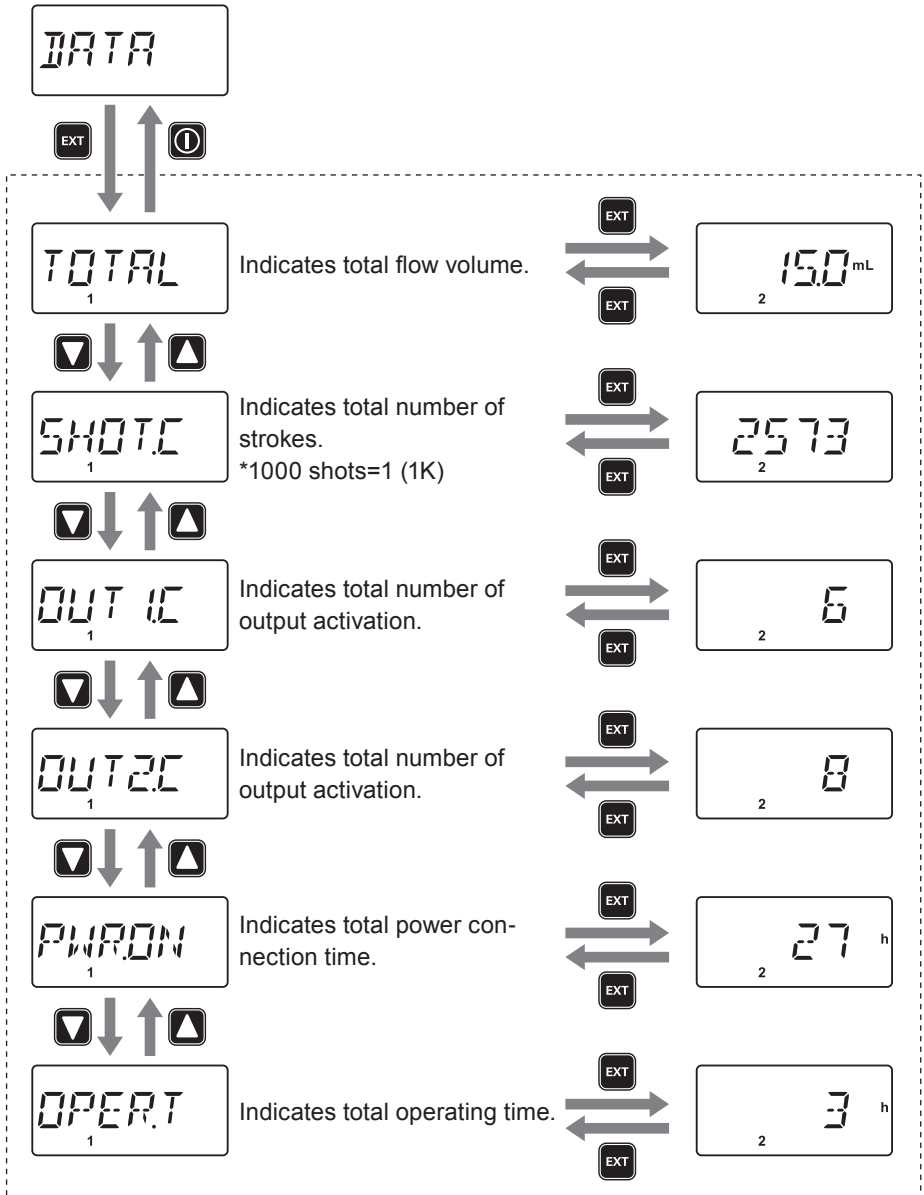 DATA
EXT
TOTAL
1
Indicates total flow volume.
EXT
EXT
15.0 mL
2
SHOT.C
1
Indicates total number of
strokes.
*1000 shots=1 (1K)
EXT
EXT
2573
2
OUT1.C
1
Indicates total number of
output activation.
EXT
EXT
6
2
OUT2.C
1
Indicates total number of
output activation.
EXT
EXT
8
2
PWR.ON
1
Indicates total power con-
nection time.
EXT
EXT
27 h
2
OPER.T
1
Indicates total operating time.
EXT
EXT
3 h
2